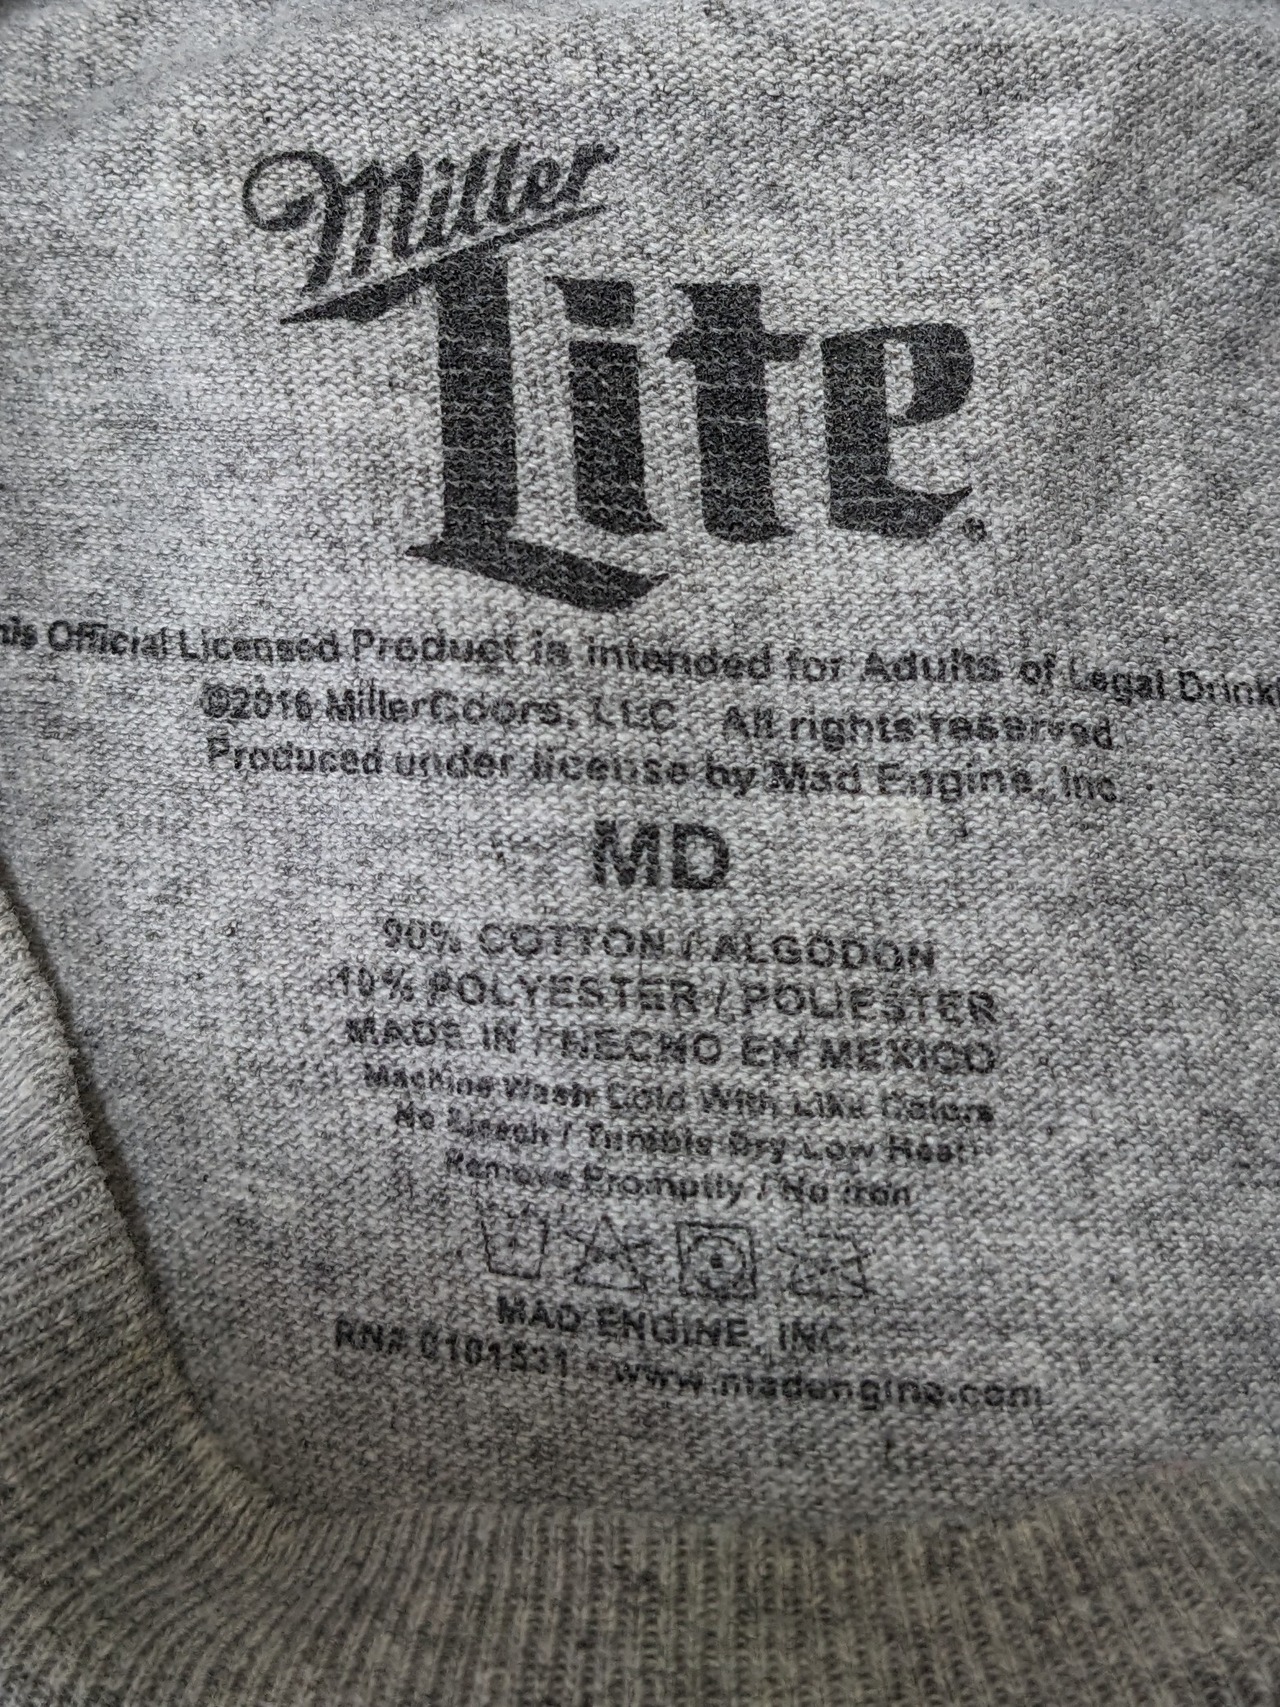 Miller
Lite®
his Official Licensed Product is intended for Adults of Legal Drink
©2016 MillerCoors, LLC All rights reserved.
Produced under license by Mad Engine, Inc.
MD
90% COTTON / ALGODON
10% POLYESTER / POLIESTER
MADE IN / HECHO EN MEXICO
Machine Wash Cold With Like Colors
No Bleach / Tumble Dry Low Heat
Remove Promptly / No Iron
MAD ENGINE, INC.
RN# 0101531 - www.madengine.com